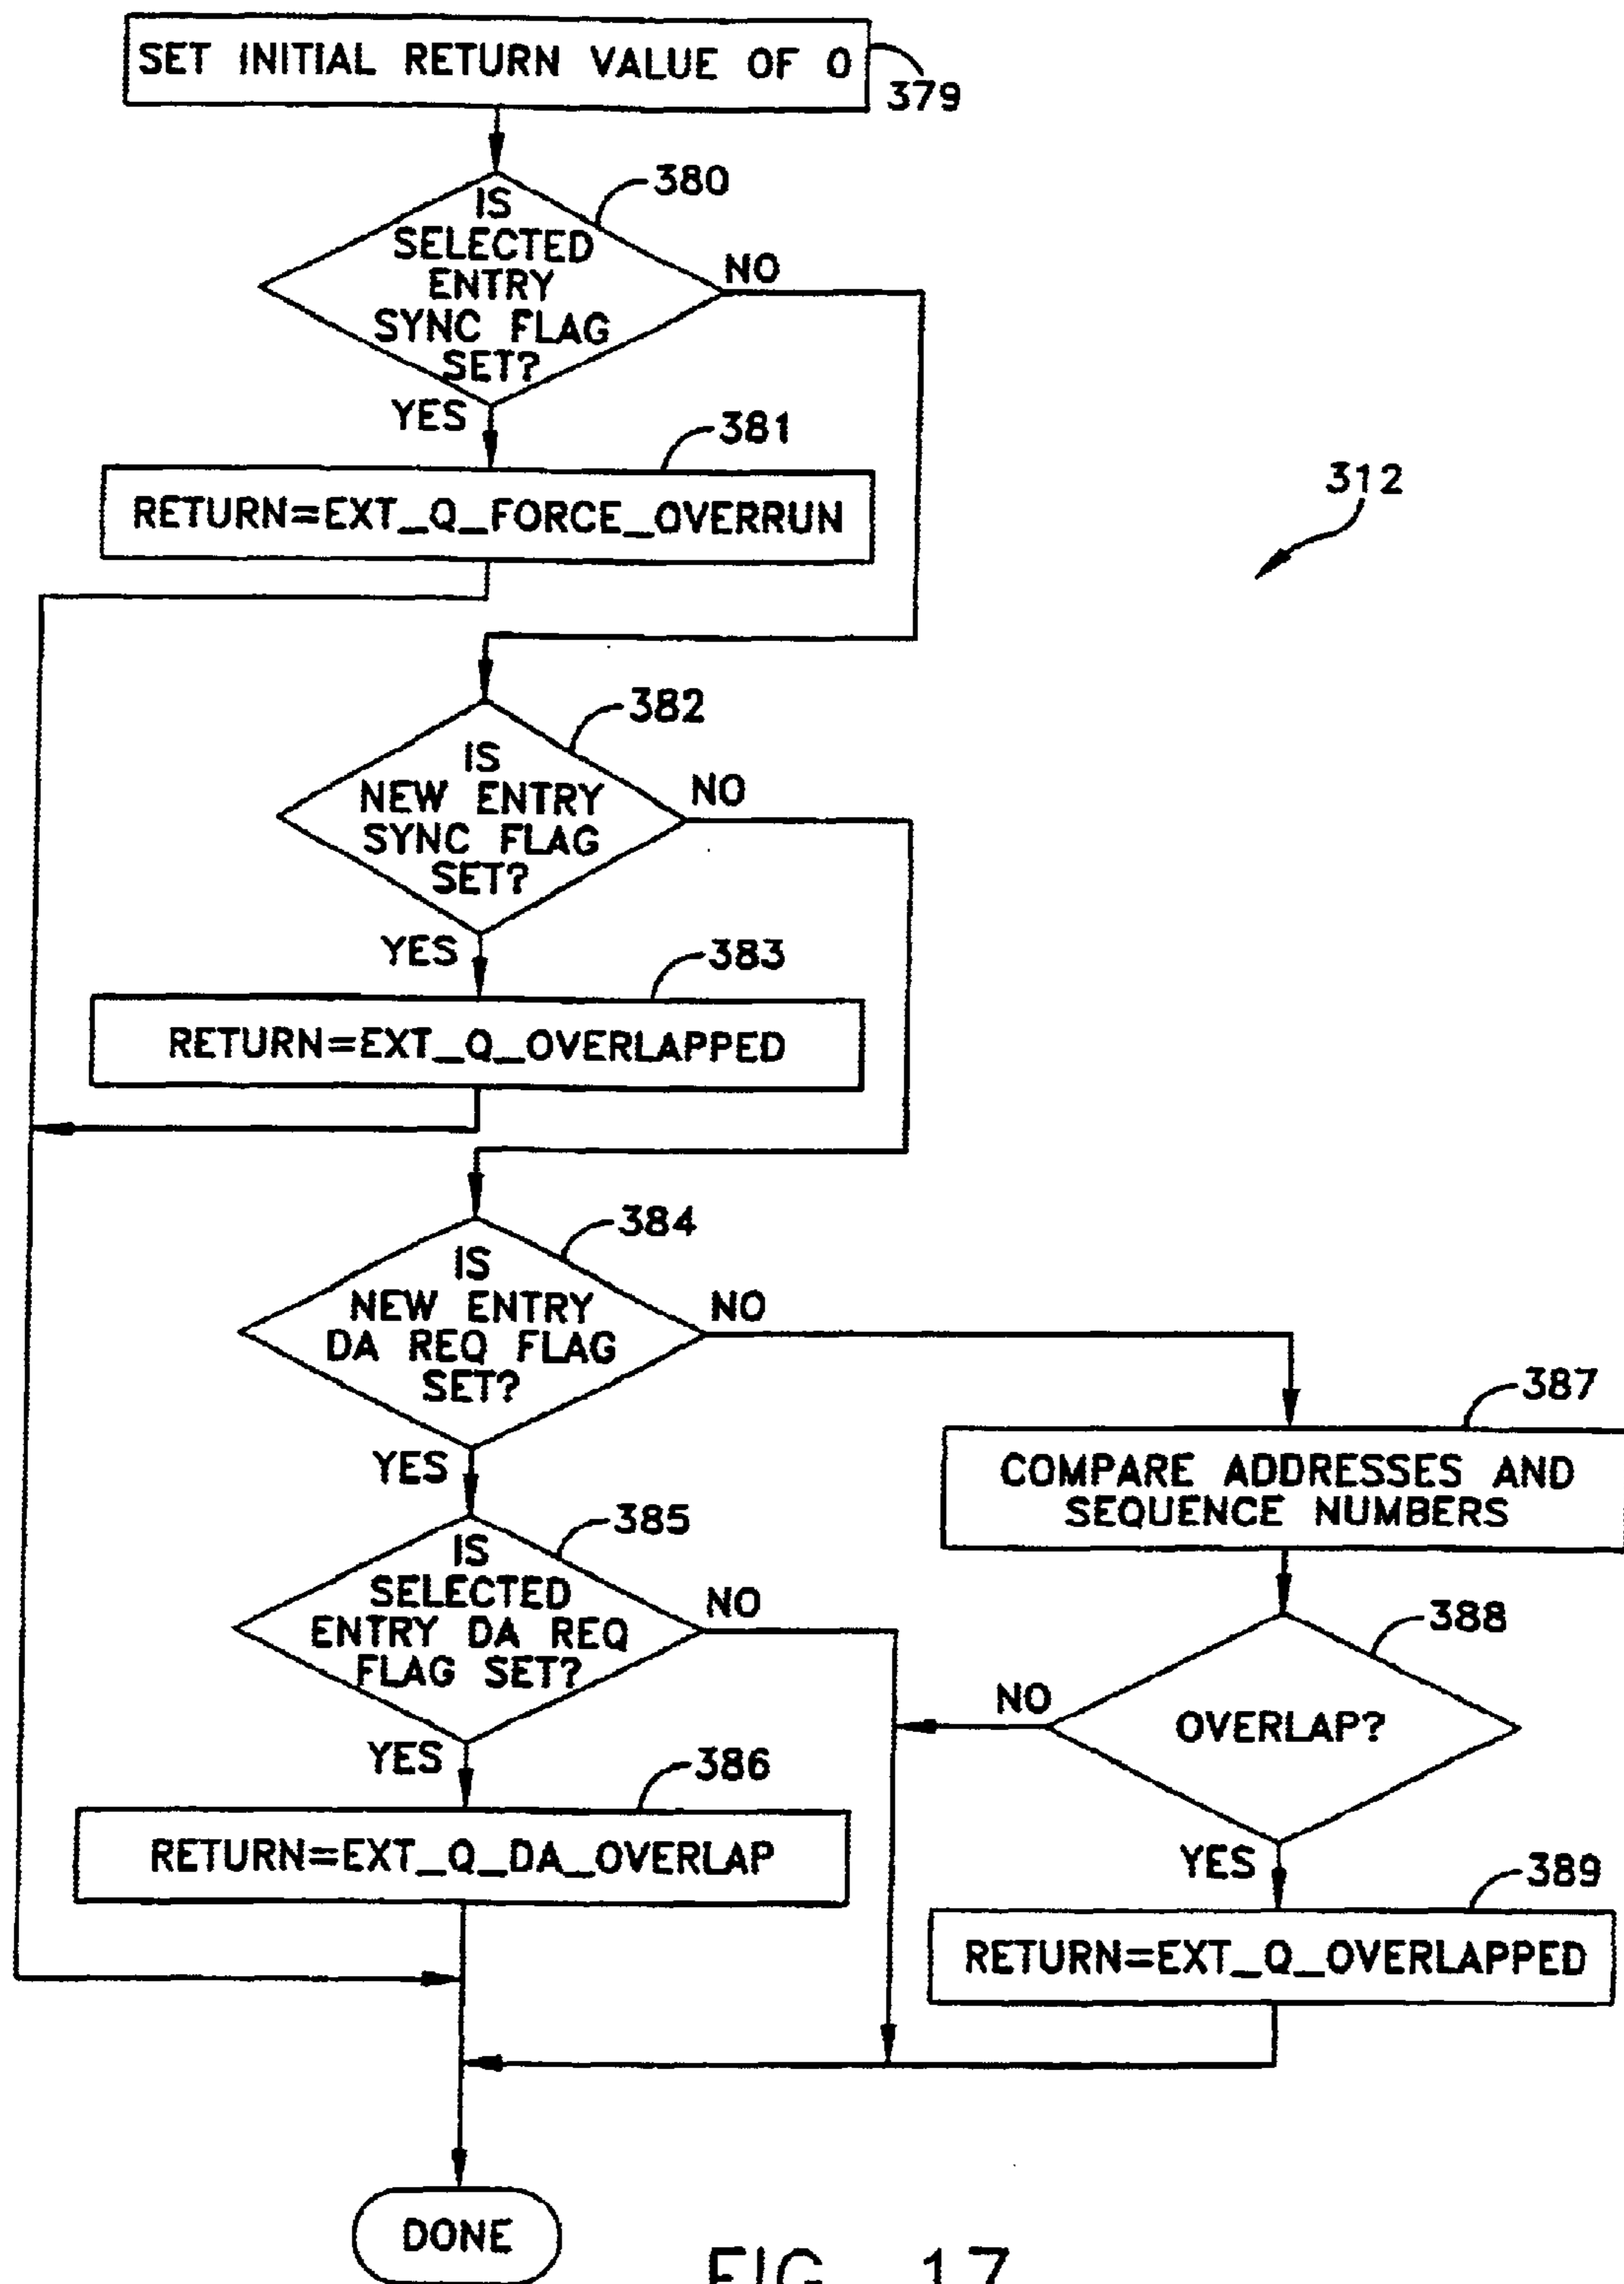 SET INITIAL RETURN VALUE OF 0
379
380
IS
SELECTED
ENTRY
SYNC FLAG
SET?
NO
YES
381
RETURN=EXT_Q_FORCE_OVERRUN
312
382
IS
NEW ENTRY
SYNC FLAG
SET?
NO
YES
383
RETURN=EXT_Q_OVERLAPPED
384
IS
NEW ENTRY
DA REQ FLAG
SET?
NO
YES
387
COMPARE ADDRESSES AND
SEQUENCE NUMBERS
385
IS
SELECTED
ENTRY DA REQ
FLAG SET?
NO
YES
388
OVERLAP?
NO
YES
386
RETURN=EXT_Q_DA_OVERLAP
389
RETURN=EXT_Q_OVERLAPPED
DONE
FIG. 17